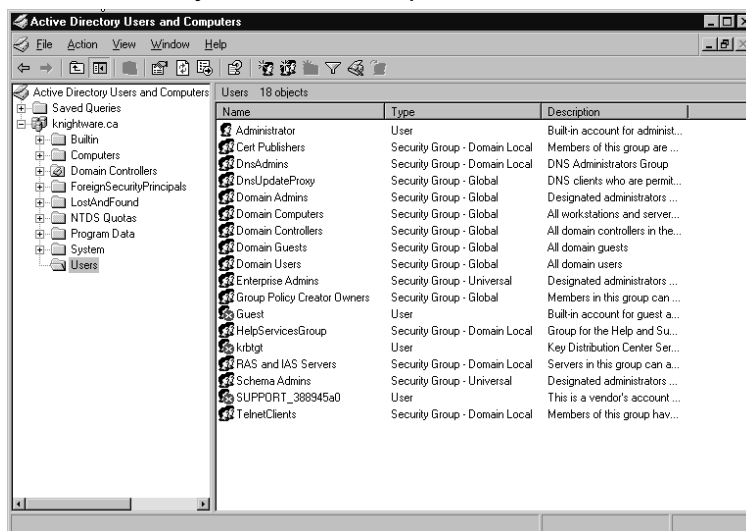 Active Directory Users and Computers
File Action View Window Help
Active Directory Users and Computers
Saved Queries
knightware.ca
Builtin
Computers
Domain Controllers
ForeignSecurityPrincipals
LostAndFound
NTDS Quotas
Program Data
System
Users
Users 18 objects
Name Type Description
Administrator User Built-in account for administ...
Cert Publishers Security Group - Domain Local Members of this group are ...
DnsAdmins Security Group - Domain Local DNS Administrators Group
DnsUpdateProxy Security Group - Global DNS clients who are permit...
Domain Admins Security Group - Global Designated administrators ...
Domain Computers Security Group - Global All workstations and server...
Domain Controllers Security Group - Global All domain controllers in the...
Domain Guests Security Group - Global All domain guests
Domain Users Security Group - Global All domain users
Enterprise Admins Security Group - Universal Designated administrators ...
Group Policy Creator Owners Security Group - Global Members in this group can ...
Guest User Built-in account for guest a...
HelpServicesGroup Security Group - Domain Local Group for the Help and Su...
krbtgt User Key Distribution Center Ser...
RAS and IAS Servers Security Group - Domain Local Servers in this group can a...
Schema Admins Security Group - Universal Designated administrators ...
SUPPORT_388945a0 User This is a vendor's account ...
TelnetClients Security Group - Domain Local Members of this group hav...